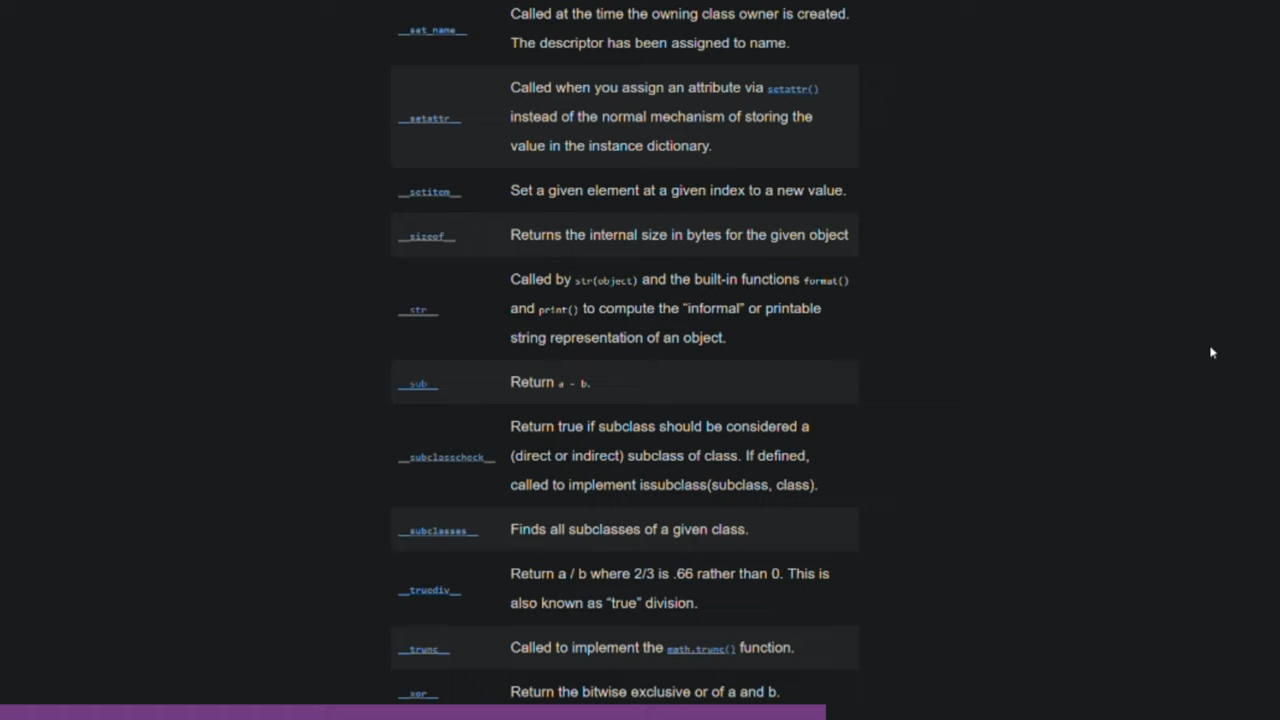 Called at the time the owning class owner is created.
__set_name__
The descriptor has been assigned to name.
Called when you assign an attribute via setattr()
__setattr__
instead of the normal mechanism of storing the
value in the instance dictionary.
__setitem__ Set a given element at a given index to a new value.
__sizeof__ Returns the internal size in bytes for the given object
Called by str(object) and the built-in functions format()
__str__
and print() to compute the “informal” or printable
string representation of an object.
__sub__ Return a - b.
Return true if subclass should be considered a
__subclasscheck__
(direct or indirect) subclass of class. If defined,
called to implement issubclass(subclass, class).
__subclasses__ Finds all subclasses of a given class.
Return a / b where 2/3 is .66 rather than 0. This is
__truediv__
also known as “true” division.
__trunc__ Called to implement the math.trunc() function.
__xor__ Return the bitwise exclusive or of a and b.